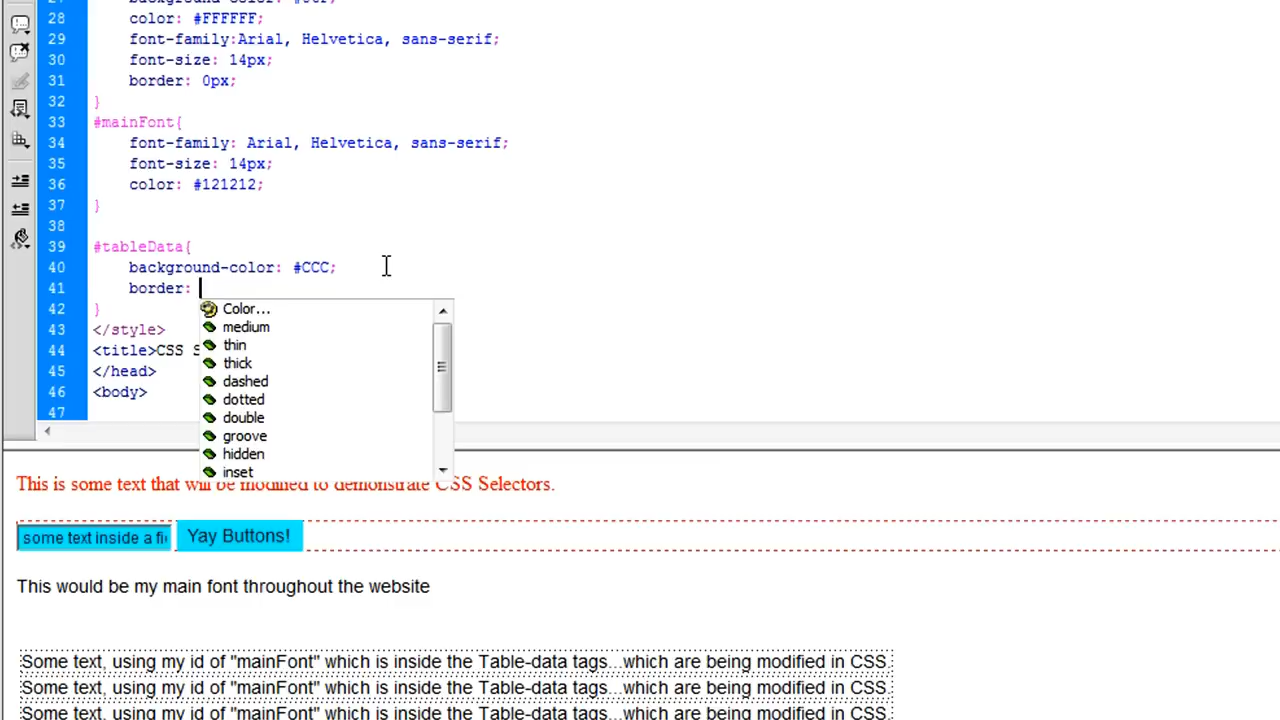 27 background-color:
28 color: #FFFFFF;
29 font-family:Arial, Helvetica, sans-serif;
30 font-size: 14px;
31 border: 0px;
32 }
33 #mainFont{
34 font-family: Arial, Helvetica, sans-serif;
35 font-size: 14px;
36 color: #121212;
37 }
38
39 #tableData{
40 background-color: #CCC;
41 border:
42 }
43 </style>
44 <title>CSS S
45 </head>
46 <body>
47
Color...
medium
thin
thick
dashed
dotted
double
groove
hidden
inset
This is some text that will be modified to demonstrate CSS Selectors.
some text inside a fi Yay Buttons!
This would be my main font throughout the website
Some text, using my id of "mainFont" which is inside the Table-data tags...which are being modified in CSS.
Some text, using my id of "mainFont" which is inside the Table-data tags...which are being modified in CSS.
Some text, using my id of "mainFont" which is inside the Table-data tags...which are being modified in CSS.